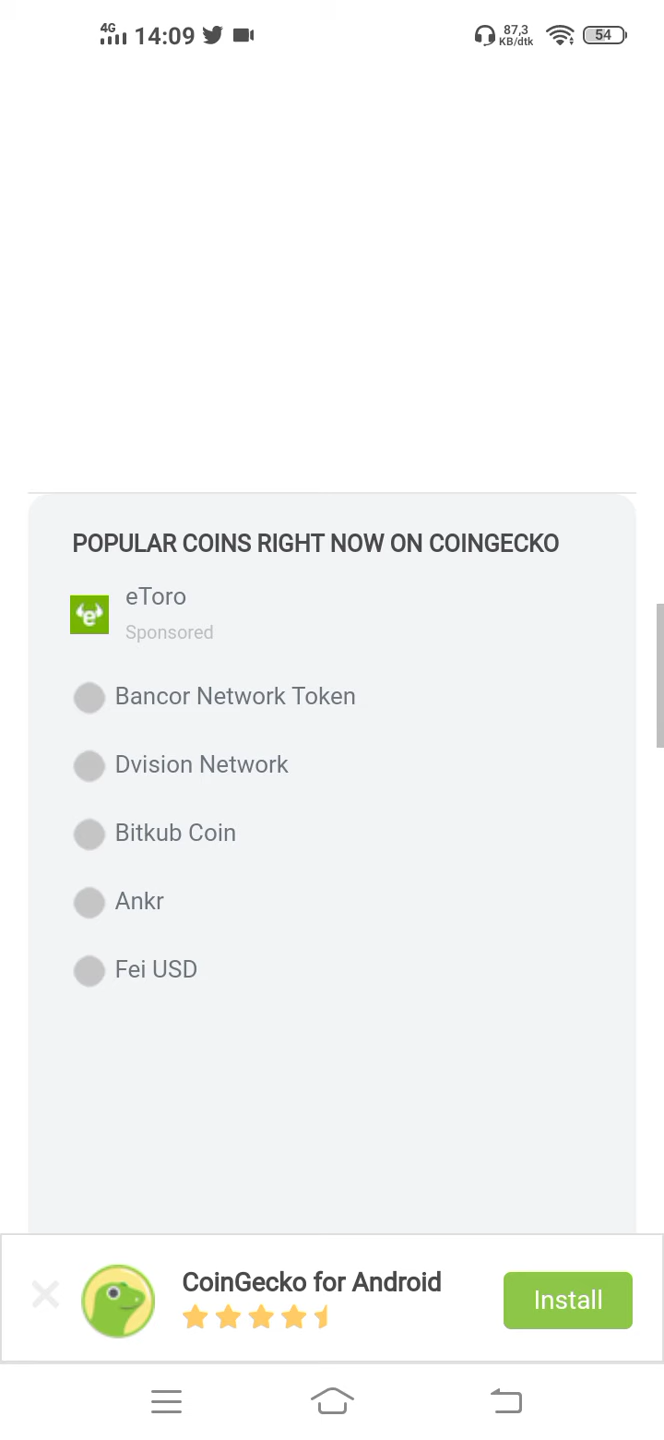 4G 14:09 87,3 KB/dtk 54
POPULAR COINS RIGHT NOW ON COINGECKO
eToro
Sponsored
Bancor Network Token
Dvision Network
Bitkub Coin
Ankr
Fei USD
CoinGecko for Android
Install